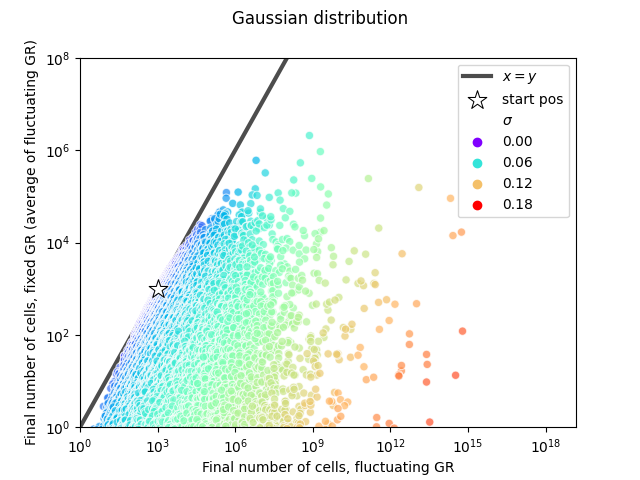 Gaussian distribution
Final number of cells, fixed GR (average of fluctuating GR)
10^8
10^6
10^4
10^2
10^0
x = y
start pos
σ
0.00
0.06
0.12
0.18
10^0 10^3 10^6 10^9 10^12 10^15 10^18
Final number of cells, fluctuating GR